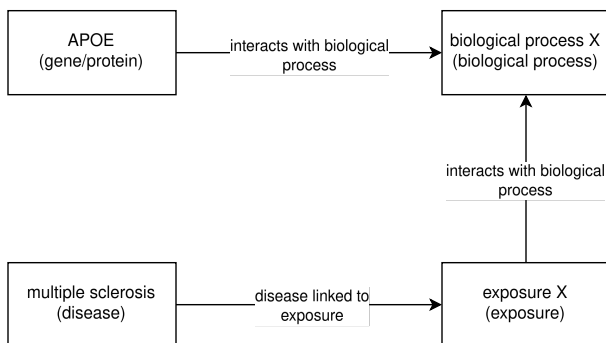 APOE
(gene/protein)
interacts with biological
process
biological process X
(biological process)
interacts with biological
process
multiple sclerosis
(disease)
disease linked to
exposure
exposure X
(exposure)